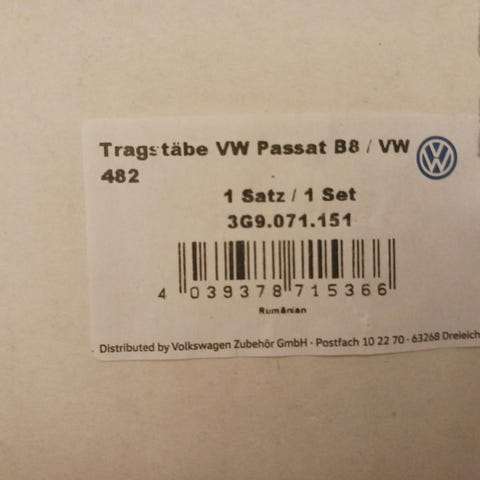 Tragstäbe VW Passat B8 / VW
482
1 Satz / 1 Set
3G9.071.151
4 039378 715366
Rumänien
Distributed by Volkswagen Zubehör GmbH · Postfach 10 22 70 · 63268 Dreieich